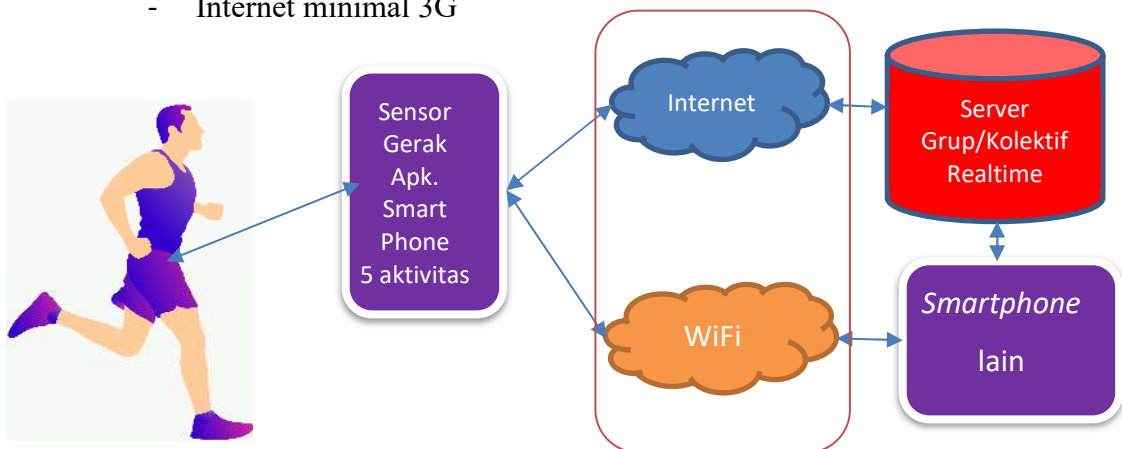 - Internet minimal 3G
Sensor
Gerak
Apk.
Smart
Phone
5 aktivitas
Internet
WiFi
Server
Grup/Kolektif
Realtime
Smartphone
lain